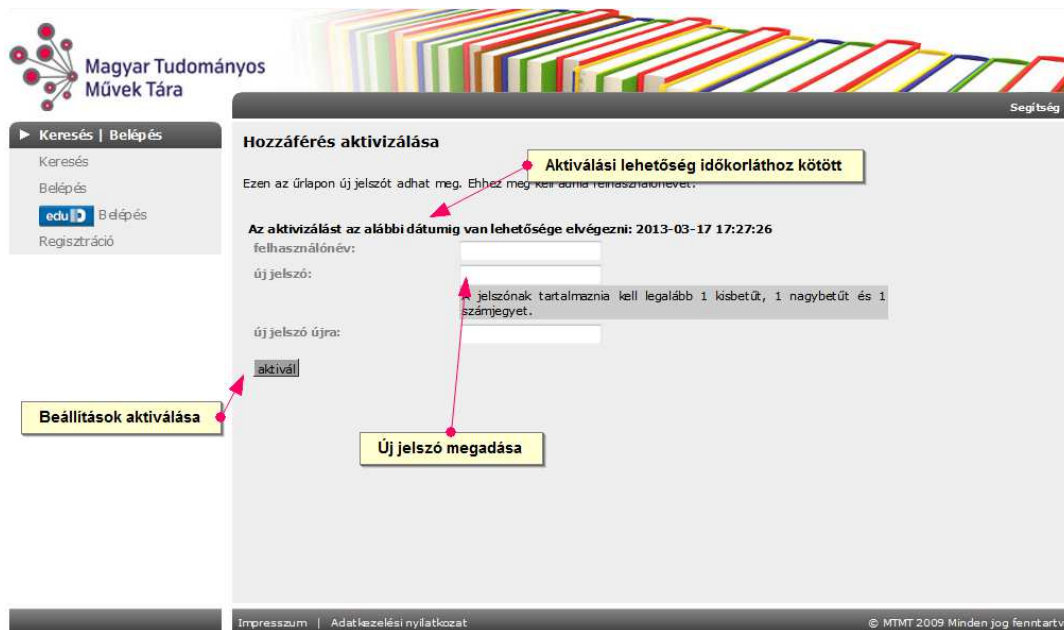 Magyar Tudományos
Művek Tára
Segítség
Keresés | Belépés
Keresés
Belépés
edu ID Belépés
Regisztráció
Hozzáférés aktivizálása
Aktiválási lehetőség időkorláthoz kötött
Ezen az űrlapon új jelszót adhat meg. Ehhez meg kell adnia felhasználónevét.
Az aktivizálást az alábbi dátumig van lehetősége elvégezni: 2013-03-17 17:27:26
felhasználónév:
új jelszó:
A jelszónak tartalmaznia kell legalább 1 kisbetűt, 1 nagybetűt és 1
számjegyet.
új jelszó újra:
aktivál
Beállítások aktiválása
Új jelszó megadása
Impresszum | Adatkezelési nyilatkozat
© MTMT 2009 Minden jog fenntartv